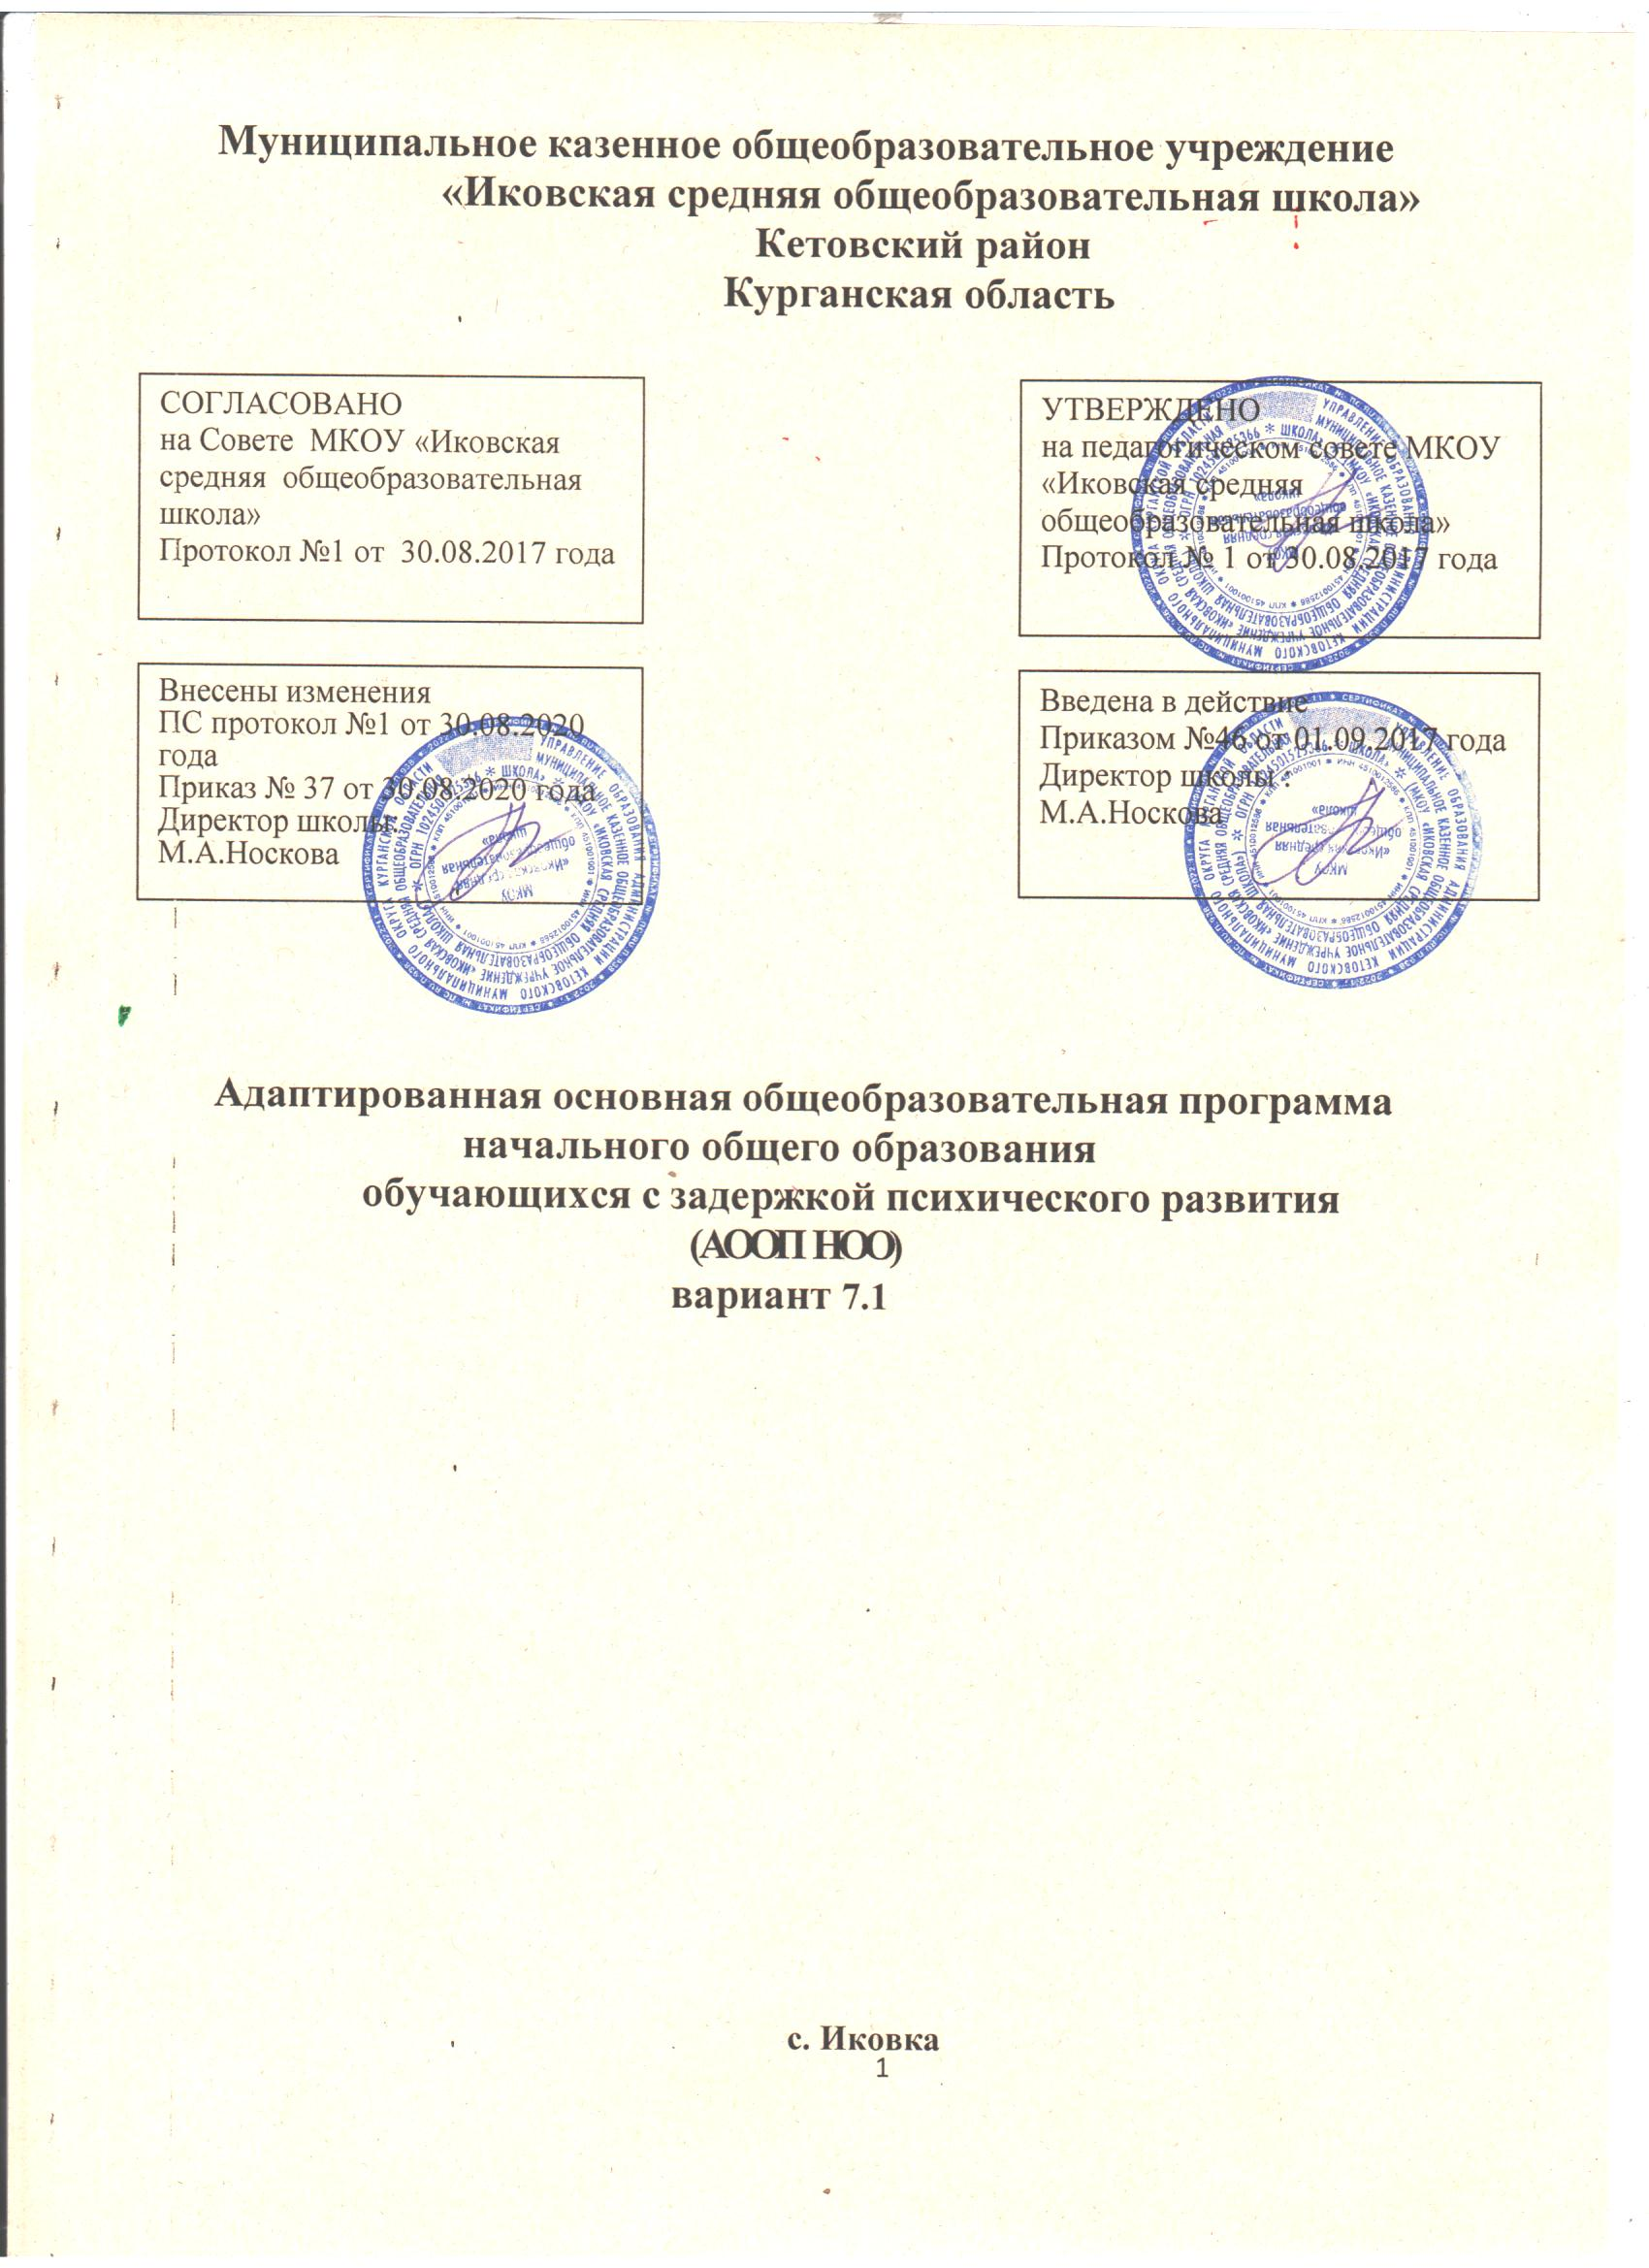 Муниципальное казенное общеобразовательное учреждение
«Иковская средняя общеобразовательная школа»
Кетовский район
Курганская область
СОГЛАСОВАНО
на Совете МКОУ «Иковская
средняя общеобразовательная
школа»
Протокол №1 от 30.08.2017 года
УТВЕРЖДЕНО
на педагогическом совете МКОУ
«Иковская средняя
общеобразовательная школа»
Протокол № 1 от 30.08.2017 года
Внесены изменения
ПС протокол №1 от 30.08.2020
года
Приказ № 37 от 30.08.2020 года
Директор школы:
М.А.Носкова
Введена в действие
Приказом №46 от 01.09.2017 года
Директор школы :
М.А.Носкова
Адаптированная основная общеобразовательная программа
начального общего образования
обучающихся с задержкой психического развития
(АООП НОО)
вариант 7.1
с. Иковка
1